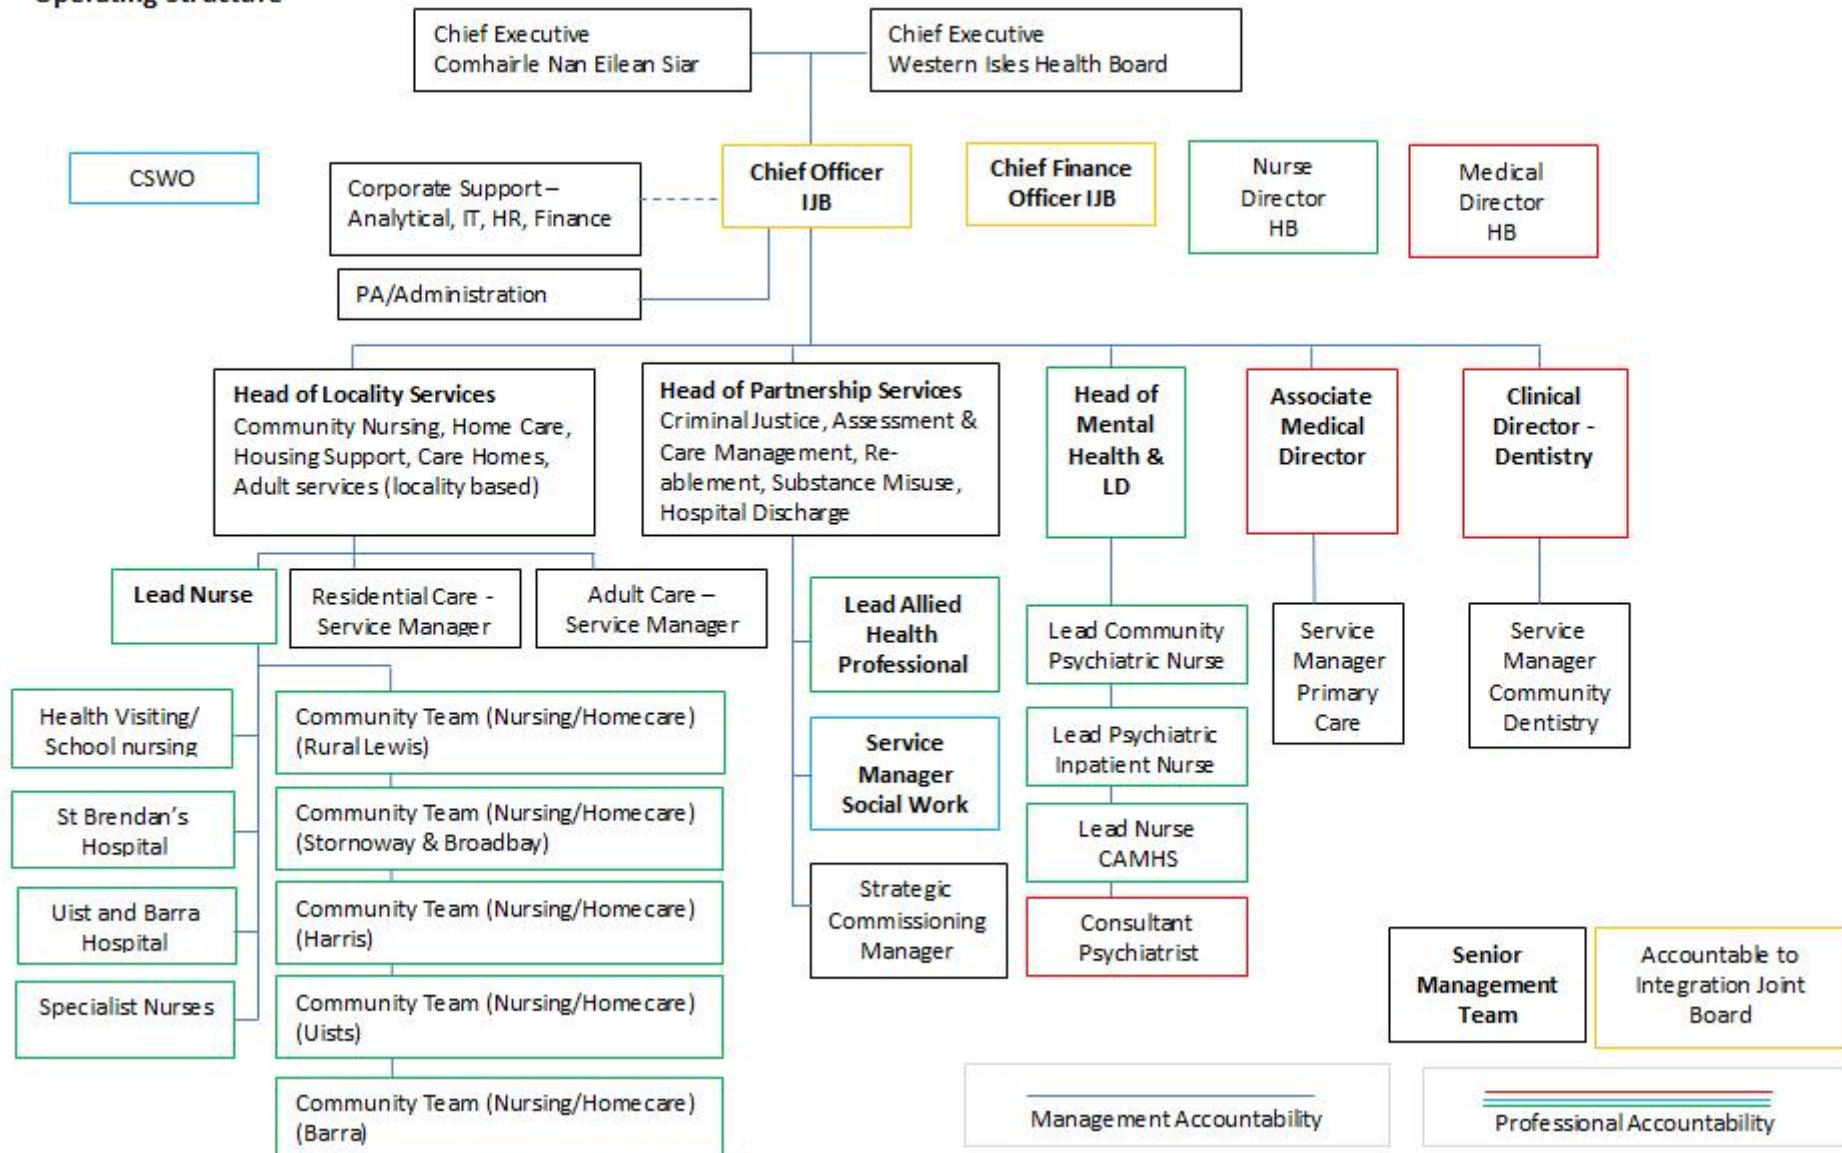 Operating Structure
Chief Executive
Comhairle Nan Eilean Siar
Chief Executive
Western Isles Health Board
CSWO
Corporate Support –
Analytical, IT, HR, Finance
Chief Officer
IJB
Chief Finance
Officer IJB
Nurse
Director
HB
Medical
Director
HB
PA/Administration
Head of Locality Services
Community Nursing, Home Care,
Housing Support, Care Homes,
Adult services (locality based)
Head of Partnership Services
Criminal Justice, Assessment &
Care Management, Re-
ablement, Substance Misuse,
Hospital Discharge
Head of
Mental
Health &
LD
Associate
Medical
Director
Clinical
Director -
Dentistry
Lead Nurse
Residential Care -
Service Manager
Adult Care –
Service Manager
Lead Allied
Health
Professional
Lead Community
Psychiatric Nurse
Service
Manager
Primary
Care
Service
Manager
Community
Dentistry
Health Visiting/
School nursing
Community Team (Nursing/Homecare)
(Rural Lewis)
Service
Manager
Social Work
Lead Psychiatric
Inpatient Nurse
St Brendan's
Hospital
Community Team (Nursing/Homecare)
(Stornoway & Broadbay)
Lead Nurse
CAMHS
Uist and Barra
Hospital
Community Team (Nursing/Homecare)
(Harris)
Strategic
Commissioning
Manager
Consultant
Psychiatrist
Specialist Nurses
Community Team (Nursing/Homecare)
(Uists)
Community Team (Nursing/Homecare)
(Barra)
Senior
Management
Team
Accountable to
Integration Joint
Board
Management Accountability
Professional Accountability